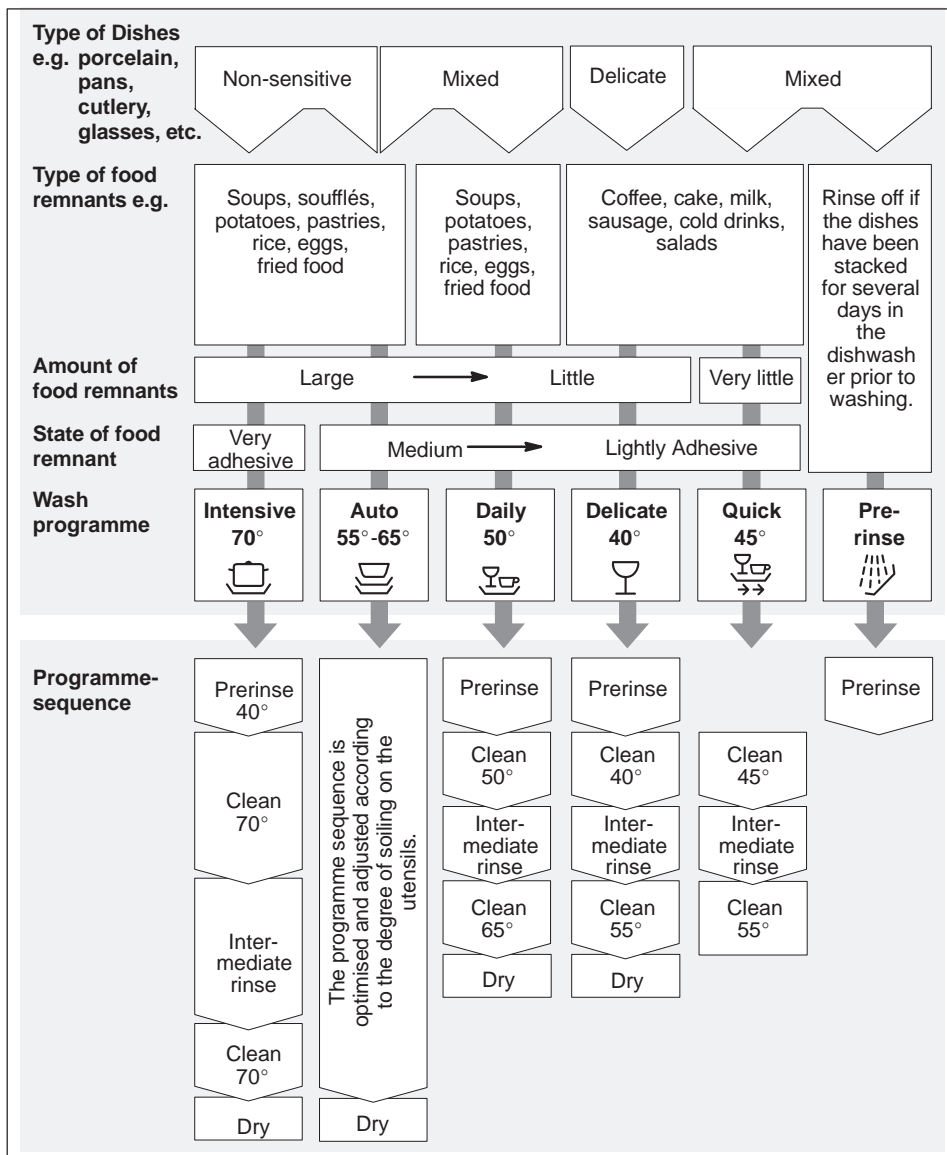 Type of Dishes
e.g. porcelain,
pans,
cutlery,
glasses, etc.
Non-sensitive
Mixed
Delicate
Mixed
Type of food
remnants e.g.
Soups, soufflés,
potatoes, pastries,
rice, eggs,
fried food
Soups,
potatoes,
pastries,
rice, eggs,
fried food
Coffee, cake, milk,
sausage, cold drinks,
salads
Rinse off if
the dishes
have been
stacked
for several
days in
the
dishwash
er prior to
washing.
Amount of
food remnants
Large
Little
Very little
State of food
remnant
Very
adhesive
Medium
Lightly Adhesive
Wash
programme
Intensive
70°
Auto
55°-65°
Daily
50°
Delicate
40°
Quick
45°
Pre-
rinse
Programme-
sequence
Prerinse
40°
Clean
70°
Inter-
mediate
rinse
Clean
70°
Dry
The programme sequence is
optimised and adjusted according
to the degree of soiling on the
utensils.
Dry
Prerinse
Clean
50°
Inter-
mediate
rinse
Clean
65°
Dry
Prerinse
Clean
40°
Inter-
mediate
rinse
Clean
55°
Dry
Clean
45°
Inter-
mediate
rinse
Clean
55°
Prerinse